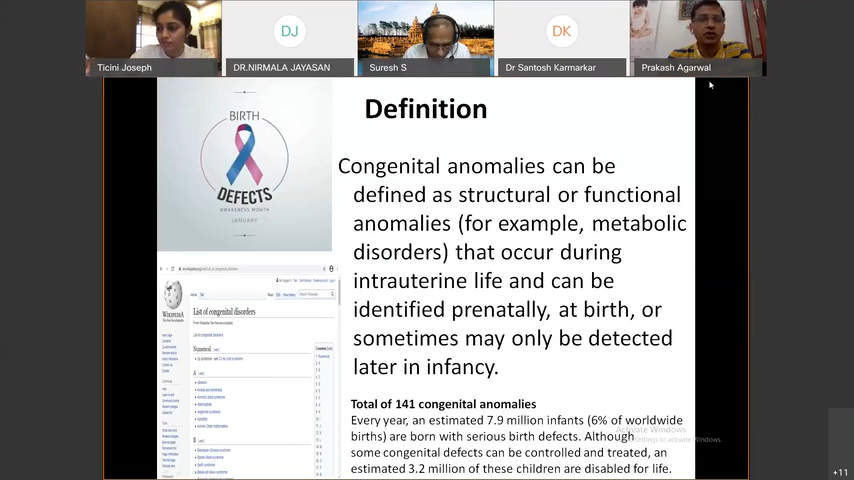 DJ
DK
Ticini Joseph
DR.NIRMALA JAYASAN
Suresh S
Dr Santosh Karmarkar
Prakash Agarwal
BIRTH
DEFECTS
AWARENESS MONTH
JANUARY
WIKIPEDIA
List of congenital disorders
Numerical
A
B
Definition
Congenital anomalies can be
defined as structural or functional
anomalies (for example, metabolic
disorders) that occur during
intrauterine life and can be
identified prenatally, at birth, or
sometimes may only be detected
later in infancy.
Total of 141 congenital anomalies
Every year, an estimated 7.9 million infants (6% of worldwide
births) are born with serious birth defects. Although
some congenital defects can be controlled and treated, an
estimated 3.2 million of these children are disabled for life.
Activate Windows
Settings to activate Windows.
+11